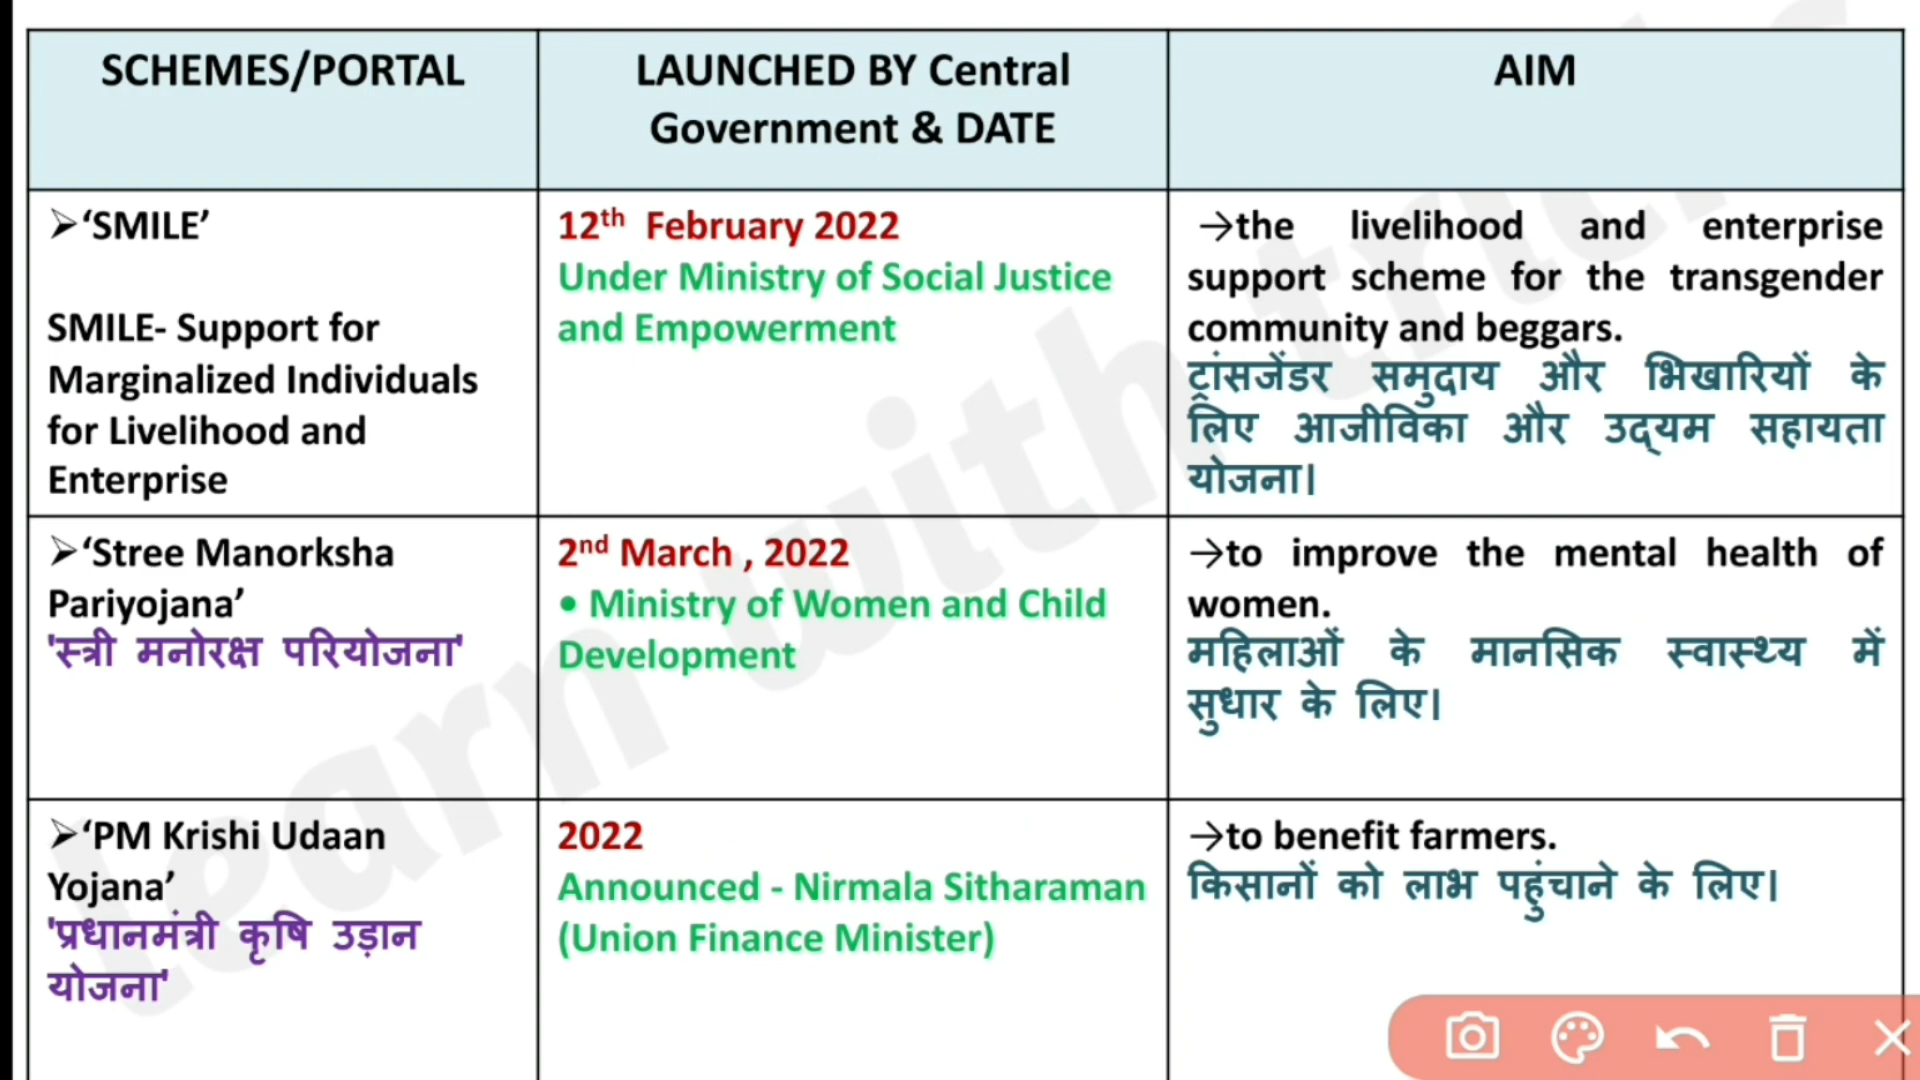 SCHEMES/PORTAL
LAUNCHED BY Central
Government & DATE
AIM
➢‘SMILE’
SMILE- Support for
Marginalized Individuals
for Livelihood and
Enterprise
12th February 2022
Under Ministry of Social Justice
and Empowerment
→the livelihood and enterprise
support scheme for the transgender
community and beggars.
ट्रांसजेंडर समुदाय और भिखारियों के
लिए आजीविका और उद्यम सहायता
योजना।
➢‘Stree Manorksha
Pariyojana’
'स्त्री मनोरक्ष परियोजना'
2nd March , 2022
• Ministry of Women and Child
Development
→to improve the mental health of
women.
महिलाओं के मानसिक स्वास्थ्य में
सुधार के लिए।
➢‘PM Krishi Udaan
Yojana’
'प्रधानमंत्री कृषि उड़ान
योजना'
2022
Announced - Nirmala Sitharaman
(Union Finance Minister)
→to benefit farmers.
किसानों को लाभ पहुंचाने के लिए।
learn with tric